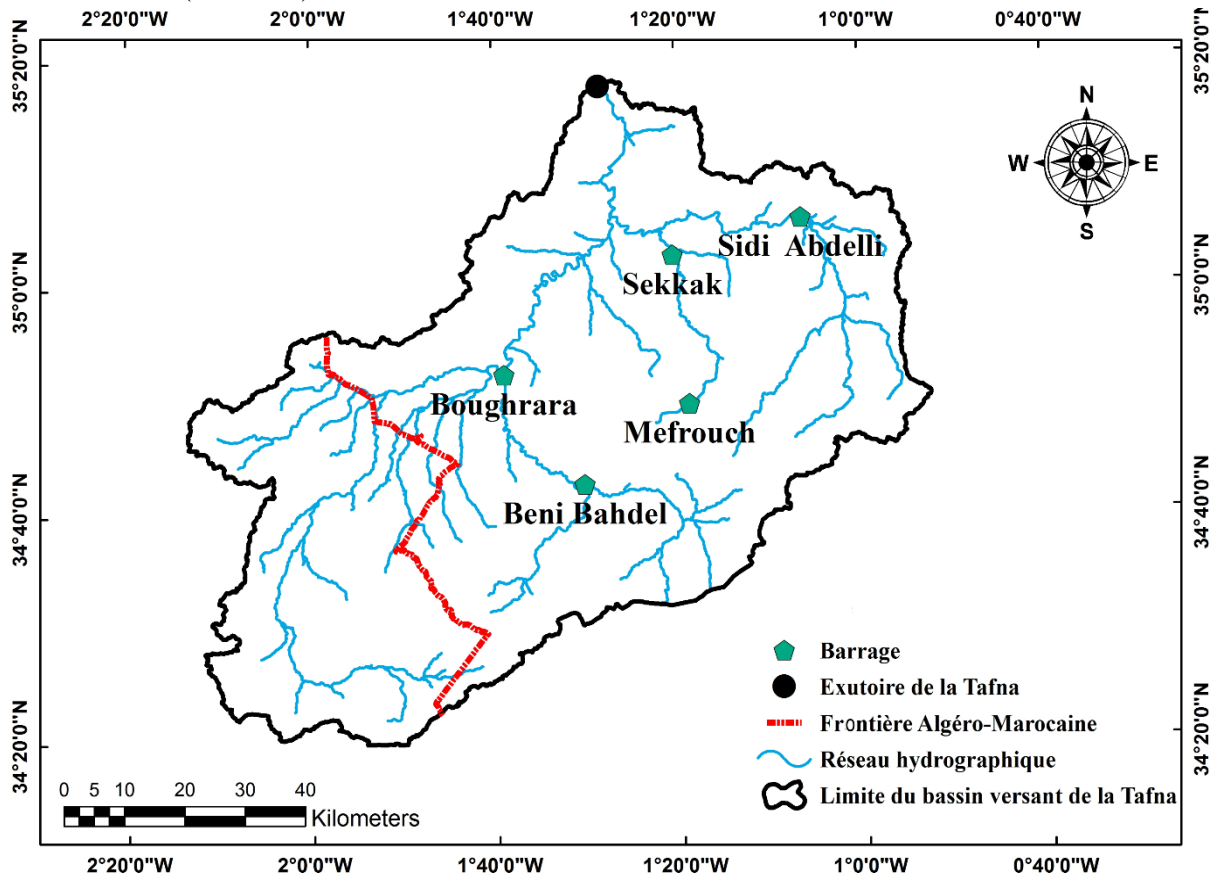 2°20'0"W 2°00'0"W 1°40'0"W 1°20'0"W 1°0'0"W 0°40'0"W
35°20'0"N
35°0'0"N
34°40'0"N
34°20'0"N
N
W E
S
Sidi Abdelli
Sekkak
Boughrara
Mefrouch
Beni Bahdel
Barrage
Exutoire de la Tafna
Frontière Algéro-Marocaine
Réseau hydrographique
Limite du bassin versant de la Tafna
0 5 10 20 30 40
Kilometers
35°20'0"N
35°0'0"N
34°40'0"N
34°20'0"N
2°20'0"W 2°00'0"W 1°40'0"W 1°20'0"W 1°0'0"W 0°40'0"W